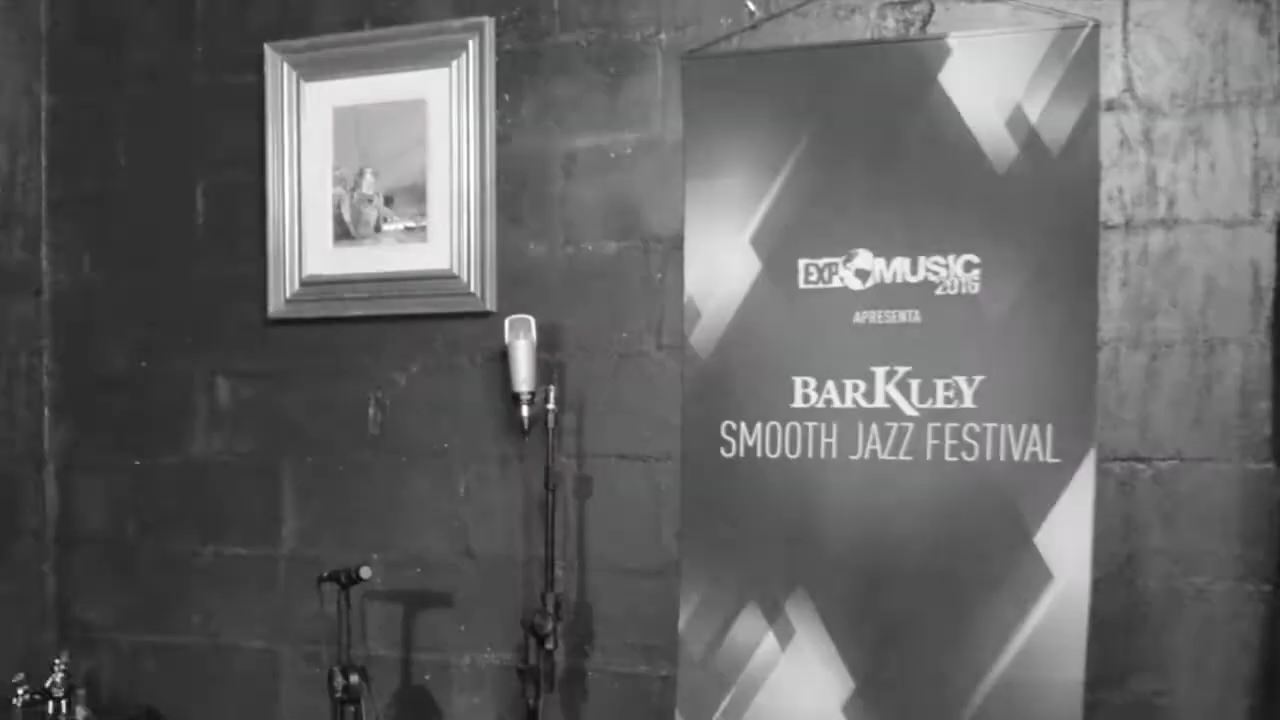 EXPOMUSIC
2016
APRESENTA
BARKLEY
SMOOTH JAZZ FESTIVAL